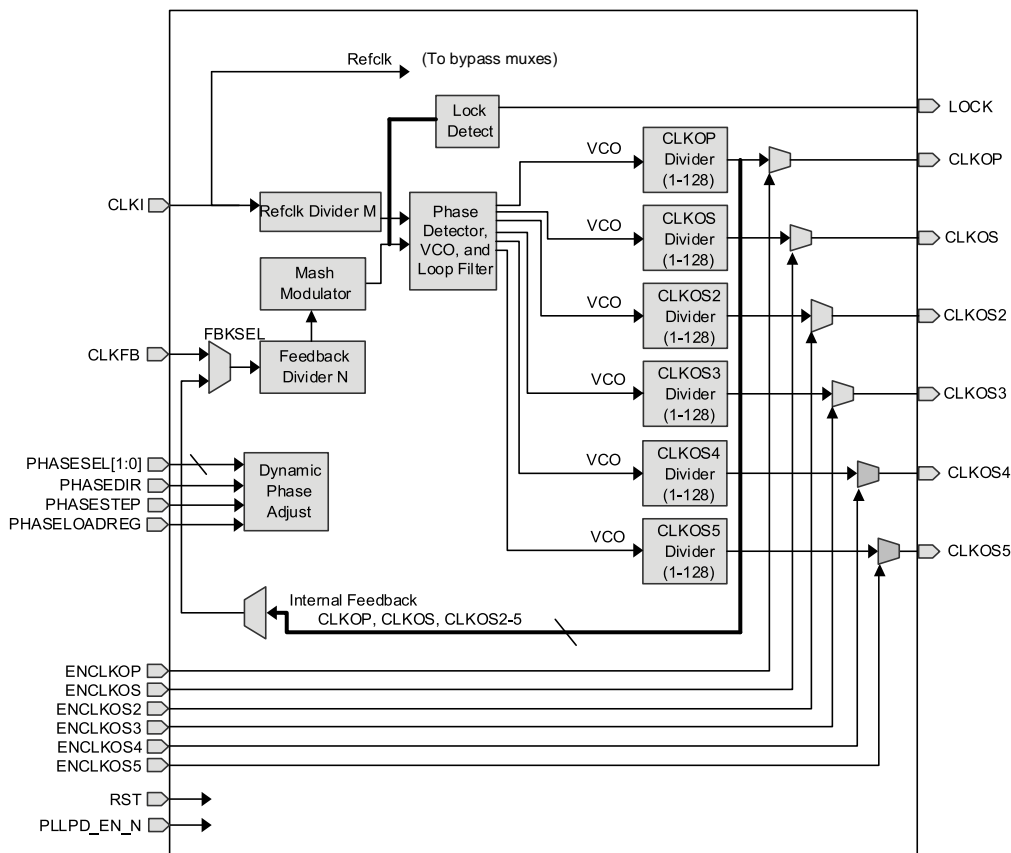 Refclk
(To bypass muxes)
Lock
Detect
LOCK
VCO
CLKOP
Divider
(1-128)
CLKOP
CLKI
Refclk Divider M
Phase
Detector,
VCO, and
Loop Filter
VCO
CLKOS
Divider
(1-128)
CLKOS
Mash
Modulator
VCO
CLKOS2
Divider
(1-128)
CLKOS2
FBKSEL
CLKFB
Feedback
Divider N
VCO
CLKOS3
Divider
(1-128)
CLKOS3
PHASESEL[1:0]
PHASEDIR
PHASESTEP
PHASELOADREG
Dynamic
Phase
Adjust
VCO
CLKOS4
Divider
(1-128)
CLKOS4
VCO
CLKOS5
Divider
(1-128)
CLKOS5
Internal Feedback
CLKOP, CLKOS, CLKOS2-5
ENCLKOP
ENCLKOS
ENCLKOS2
ENCLKOS3
ENCLKOS4
ENCLKOS5
RST
PLLPD_EN_N